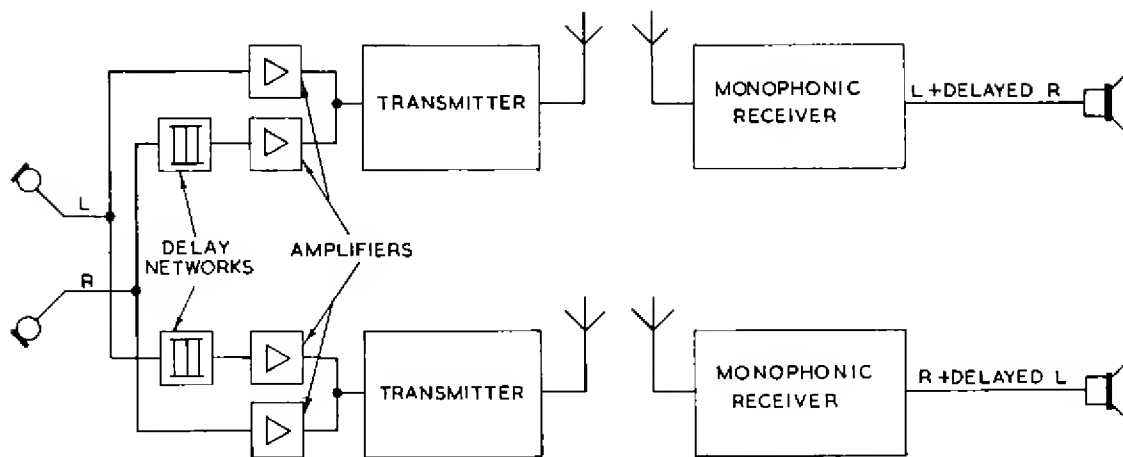 TRANSMITTER
MONOPHONIC
RECEIVER
L +DELAYED R
L
DELAY
NETWORKS
AMPLIFIERS
R
TRANSMITTER
MONOPHONIC
RECEIVER
R +DELAYED L